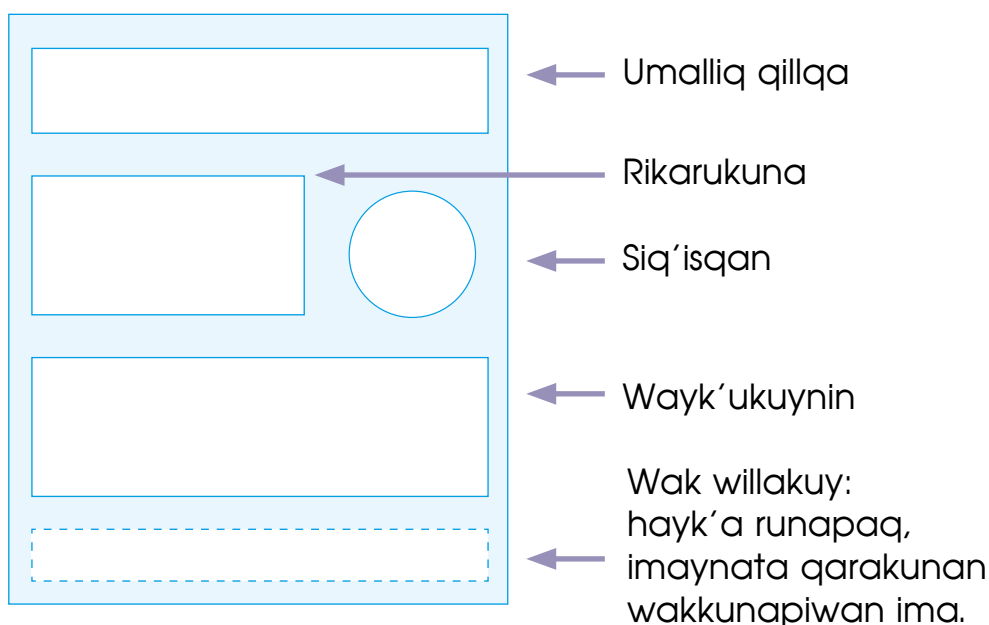 Umalliq qillqa
Rikarukuna
Siq´isqan
Wayk´ukuynin
Wak willakuy:
hayk´a runapaq,
imaynata qarakunan
wakkunapiwan ima.